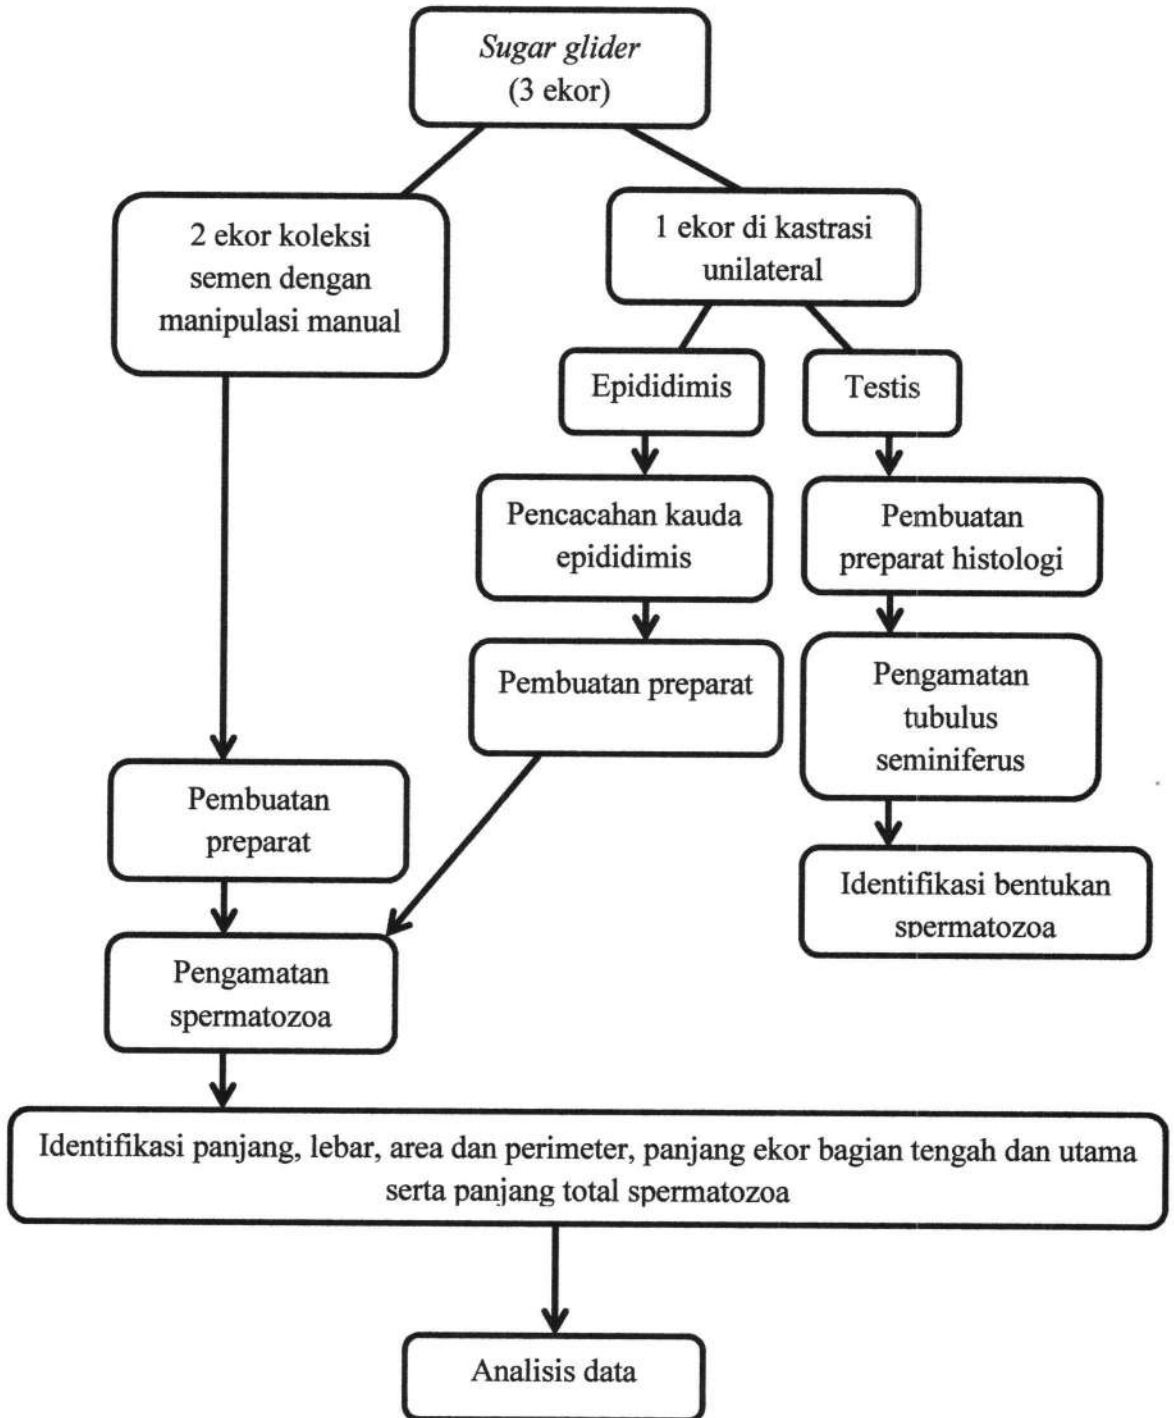 Sugar glider
(3 ekor)
2 ekor koleksi
semen dengan
manipulasi manual
1 ekor di kastrasi
unilateral
Epididimis
Testis
Pencacahan kauda
epididimis
Pembuatan
preparat histologi
Pembuatan preparat
Pengamatan
tubulus
seminiferus
Pembuatan
preparat
Identifikasi bentukan
spermatozoa
Pengamatan
spermatozoa
Identifikasi panjang, lebar, area dan perimeter, panjang ekor bagian tengah dan utama
serta panjang total spermatozoa
Analisis data